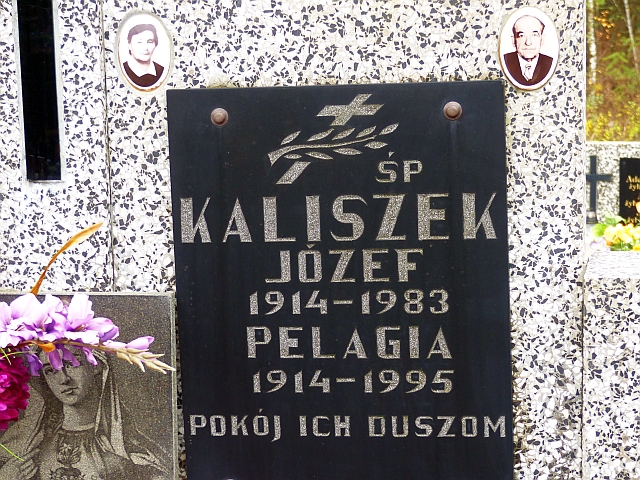 ŚP
KALISZEK
JÓZEF
1914-1983
PELAGIA
1914-1995
POKÓJ ICH DUSZOM